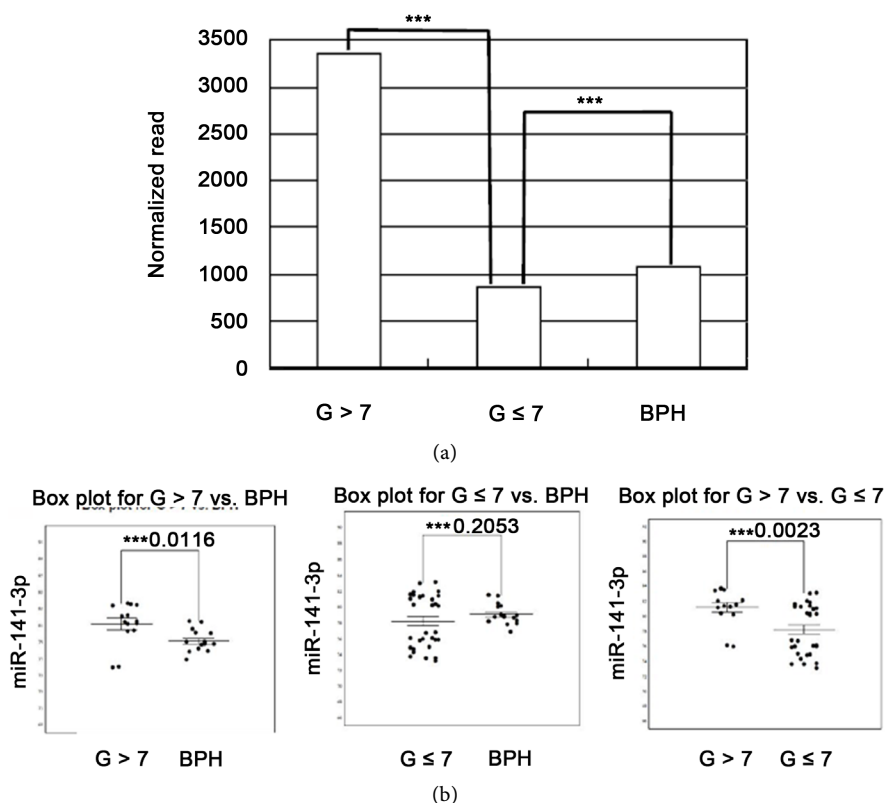 ***
***
3500
3000
2500
2000
1500
1000
500
0
Normalized read
G > 7 G ≤ 7 BPH
(a)
Box plot for G > 7 vs. BPH
***0.0116
miR-141-3p
G > 7 BPH
Box plot for G ≤ 7 vs. BPH
***0.2053
miR-141-3p
G ≤ 7 BPH
Box plot for G > 7 vs. G ≤ 7
***0.0023
miR-141-3p
G > 7 G ≤ 7
(b)